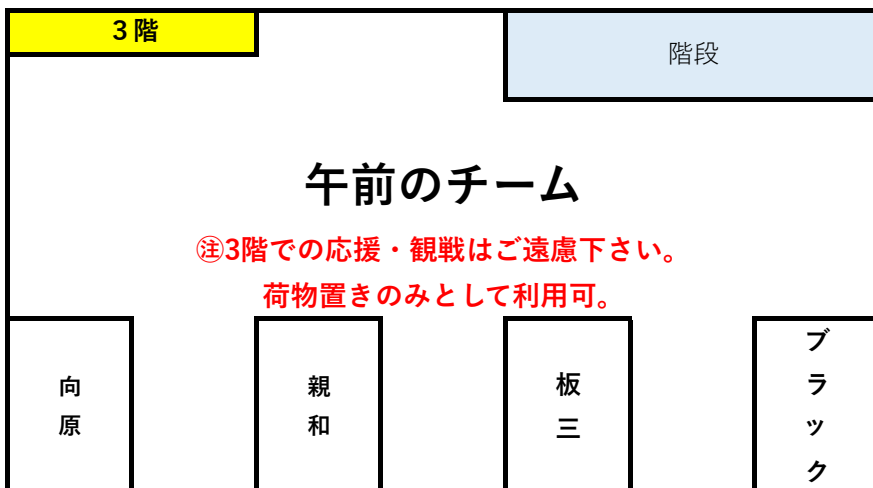 3階
階段
午前のチーム
㊟3階での応援・観戦はご遠慮下さい。
荷物置きのみとして利用可。
向原
親和
板三
ブラック